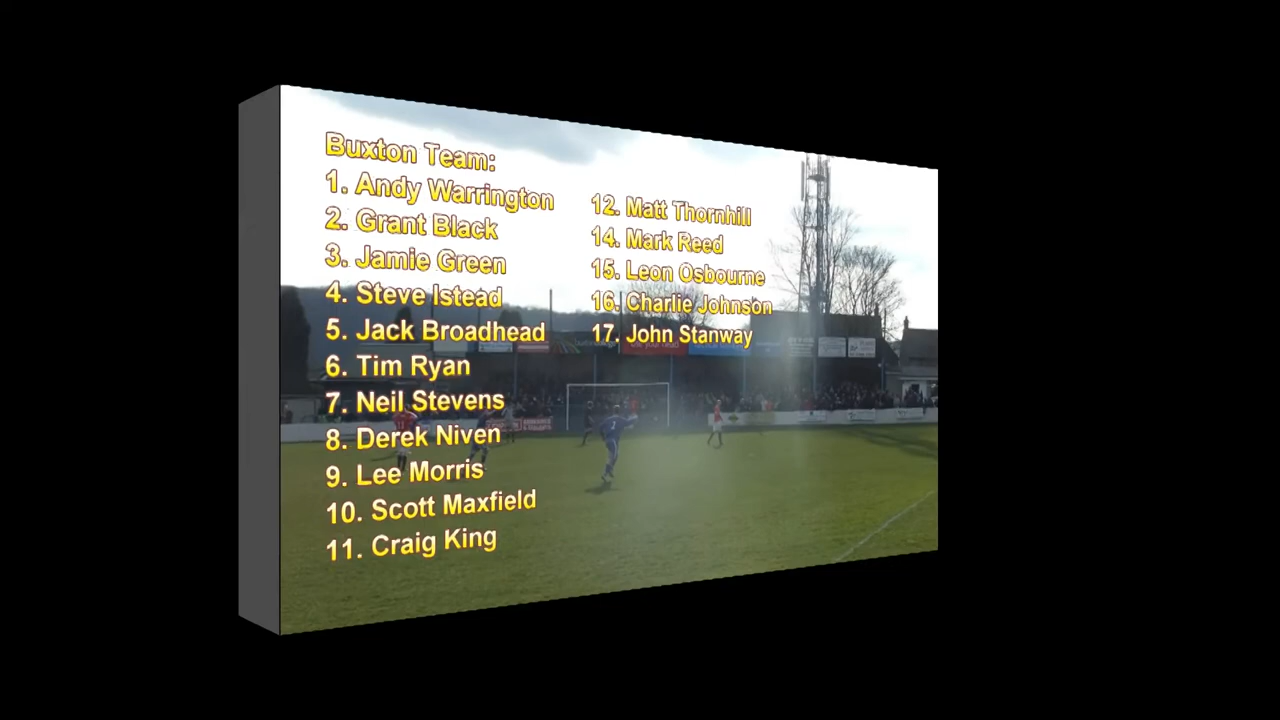 Buxton Team:
1. Andy Warrington
2. Grant Black
3. Jamie Green
4. Steve Istead
5. Jack Broadhead
6. Tim Ryan
7. Neil Stevens
8. Derek Niven
9. Lee Morris
10. Scott Maxfield
11. Craig King
12. Matt Thornhill
14. Mark Reed
15. Leon Osbourne
16. Charlie Johnson
17. John Stanway